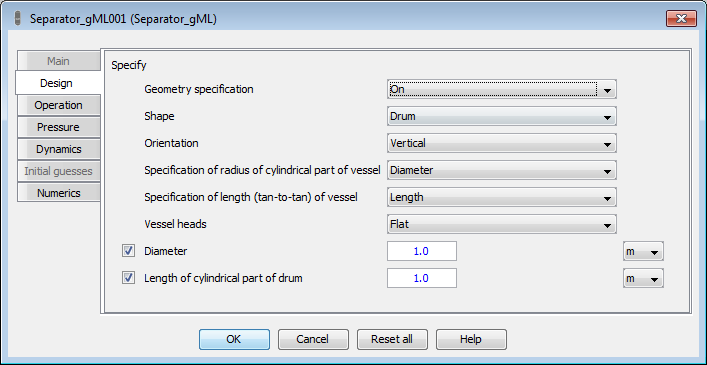 Separator_gML001 (Separator_gML)
Main
Design
Operation
Pressure
Dynamics
Initial guesses
Numerics
Specify
Geometry specification On
Shape Drum
Orientation Vertical
Specification of radius of cylindrical part of vessel Diameter
Specification of length (tan-to-tan) of vessel Length
Vessel heads Flat
Diameter 1.0 m
Length of cylindrical part of drum 1.0 m
OK Cancel Reset all Help